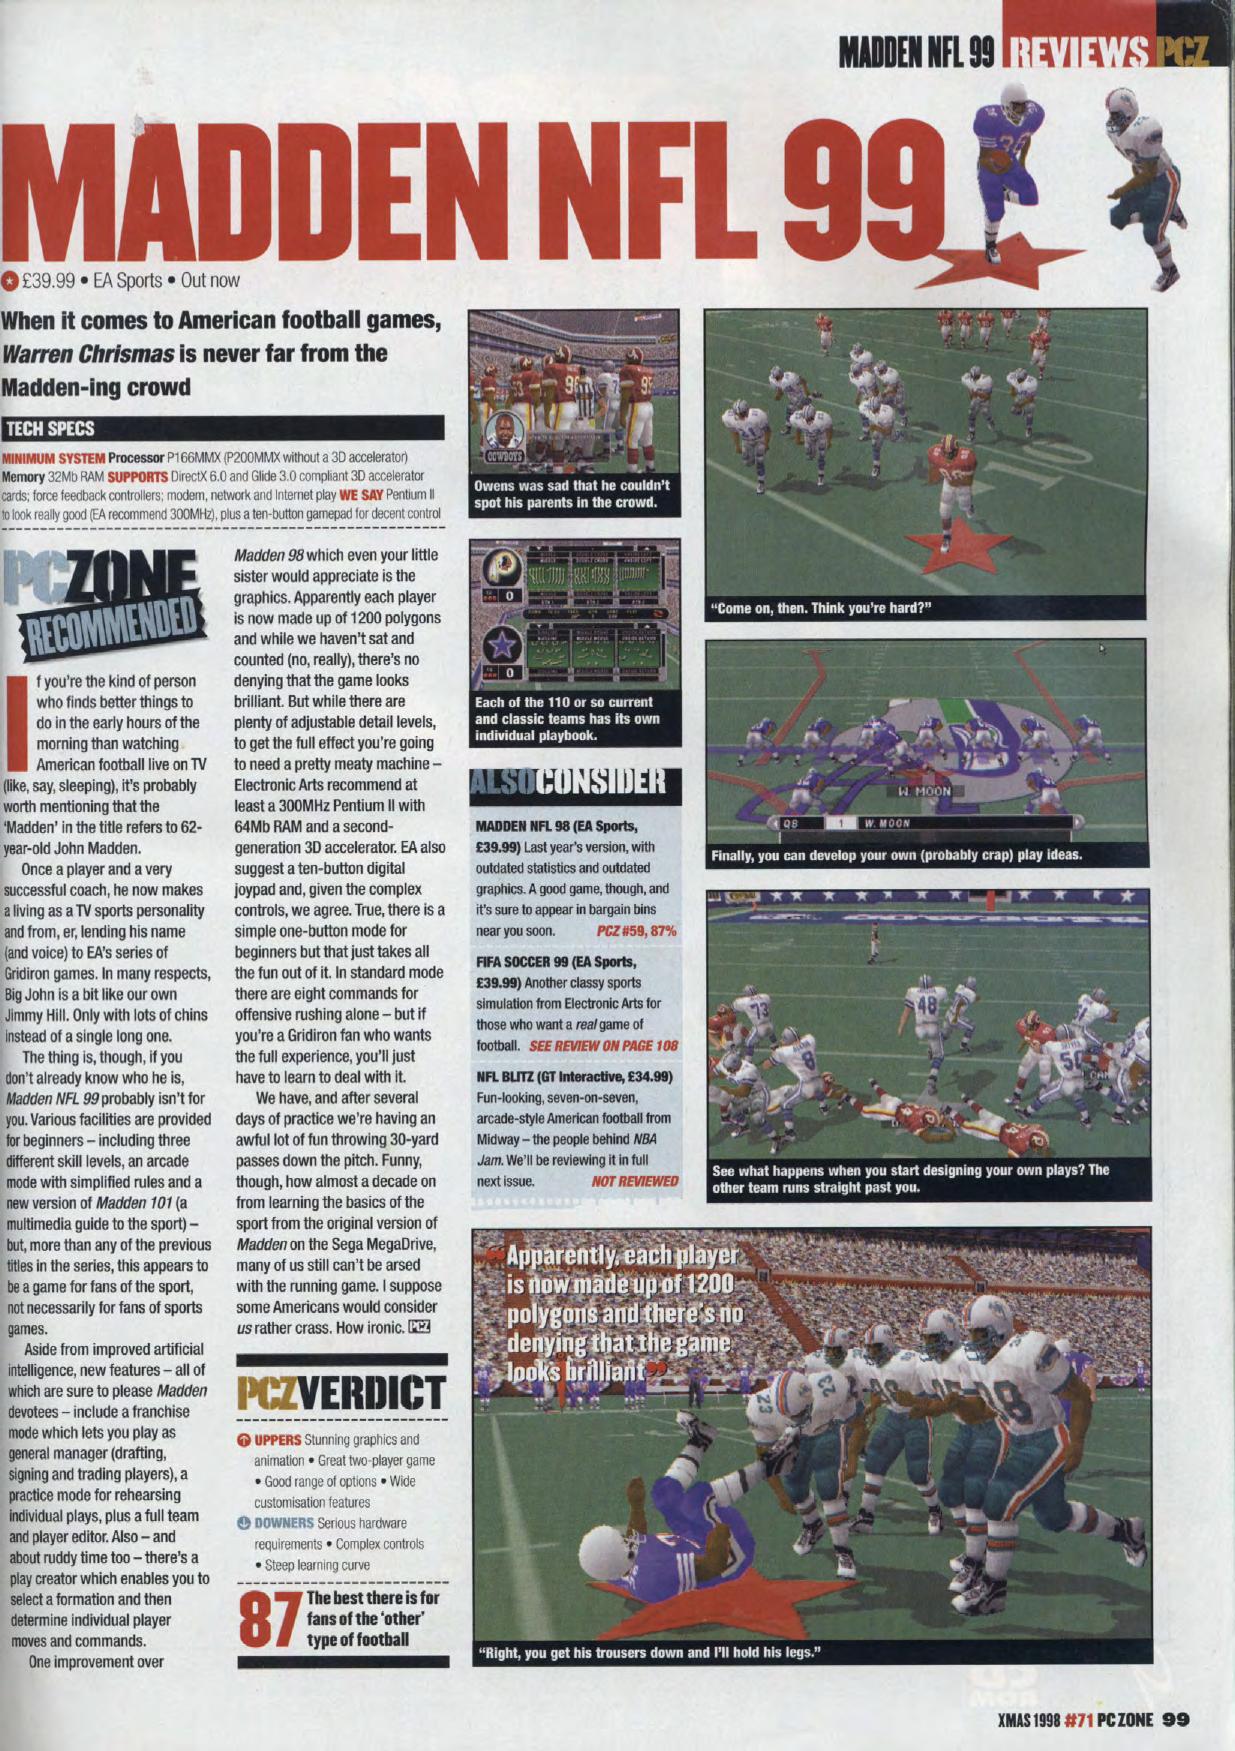 MADDEN NFL 99 REVIEWS PCZ
MADDEN NFL 99
£39.99 • EA Sports • Out now
When it comes to American football games,
Warren Chrismas is never far from the
Madden-ing crowd
TECH SPECS
MINIMUM SYSTEM Processor P166MMX (P200MMX without a 3D accelerator)
Memory 32Mb RAM SUPPORTS DirectX 6.0 and Glide 3.0 compliant 3D accelerator
cards; force feedback controllers; modem, network and Internet play WE SAY Pentium II
to look really good (EA recommend 300MHz), plus a ten-button gamepad for decent control
PCZONE
RECOMMENDED
If you're the kind of person
who finds better things to
do in the early hours of the
morning than watching
American football live on TV
(like, say, sleeping), it's probably
worth mentioning that the
'Madden' in the title refers to 62-
year-old John Madden.
Once a player and a very
successful coach, he now makes
a living as a TV sports personality
and from, er, lending his name
(and voice) to EA's series of
Gridiron games. In many respects,
Big John is a bit like our own
Jimmy Hill. Only with lots of chins
instead of a single long one.
The thing is, though, if you
don't already know who he is,
Madden NFL 99 probably isn't for
you. Various facilities are provided
for beginners – including three
different skill levels, an arcade
mode with simplified rules and a
new version of Madden 101 (a
multimedia guide to the sport) –
but, more than any of the previous
titles in the series, this appears to
be a game for fans of the sport,
not necessarily for fans of sports
games.
Aside from improved artificial
intelligence, new features – all of
which are sure to please Madden
devotees – include a franchise
mode which lets you play as
general manager (drafting,
signing and trading players), a
practice mode for rehearsing
individual plays, plus a full team
and player editor. Also – and
about ruddy time too – there's a
play creator which enables you to
select a formation and then
determine individual player
moves and commands.
One improvement over
Madden 98 which even your little
sister would appreciate is the
graphics. Apparently each player
is now made up of 1200 polygons
and while we haven't sat and
counted (no, really), there's no
denying that the game looks
brilliant. But while there are
plenty of adjustable detail levels,
to get the full effect you're going
to need a pretty meaty machine –
Electronic Arts recommend at
least a 300MHz Pentium II with
64Mb RAM and a second-
generation 3D accelerator. EA also
suggest a ten-button digital
joypad and, given the complex
controls, we agree. True, there is a
simple one-button mode for
beginners but that just takes all
the fun out of it. In standard mode
there are eight commands for
offensive rushing alone – but if
you're a Gridiron fan who wants
the full experience, you'll just
have to learn to deal with it.
We have, and after several
days of practice we're having an
awful lot of fun throwing 30-yard
passes down the pitch. Funny,
though, how almost a decade on
from learning the basics of the
sport from the original version of
Madden on the Sega MegaDrive,
many of us still can't be arsed
with the running game. I suppose
some Americans would consider
us rather crass. How ironic. PCZ
PCZVERDICT
UPPERS Stunning graphics and
animation • Great two-player game
• Good range of options • Wide
customisation features
DOWNERS Serious hardware
requirements • Complex controls
• Steep learning curve
87
The best there is for
fans of the 'other'
type of football
COWBOYS
Owens was sad that he couldn't
spot his parents in the crowd.
0
0
Each of the 110 or so current
and classic teams has its own
individual playbook.
ALSOCONSIDER
MADDEN NFL 98 (EA Sports,
£39.99) Last year's version, with
outdated statistics and outdated
graphics. A good game, though, and
it's sure to appear in bargain bins
near you soon. PCZ #59, 87%
FIFA SOCCER 99 (EA Sports,
£39.99) Another classy sports
simulation from Electronic Arts for
those who want a real game of
football. SEE REVIEW ON PAGE 108
NFL BLITZ (GT Interactive, £34.99)
Fun-looking, seven-on-seven,
arcade-style American football from
Midway – the people behind NBA
Jam. We'll be reviewing it in full
next issue. NOT REVIEWED
"Come on, then. Think you're hard?"
W. MOON
QB 1 W. MOON
Finally, you can develop your own (probably crap) play ideas.
73
48
8
50
See what happens when you start designing your own plays? The
other team runs straight past you.
"Apparently, each player
is now made up of 1200
polygons and there's no
denying that the game
looks brilliant"
23
23
"Right, you get his trousers down and I'll hold his legs."
XMAS 1998 #71 PC ZONE 99